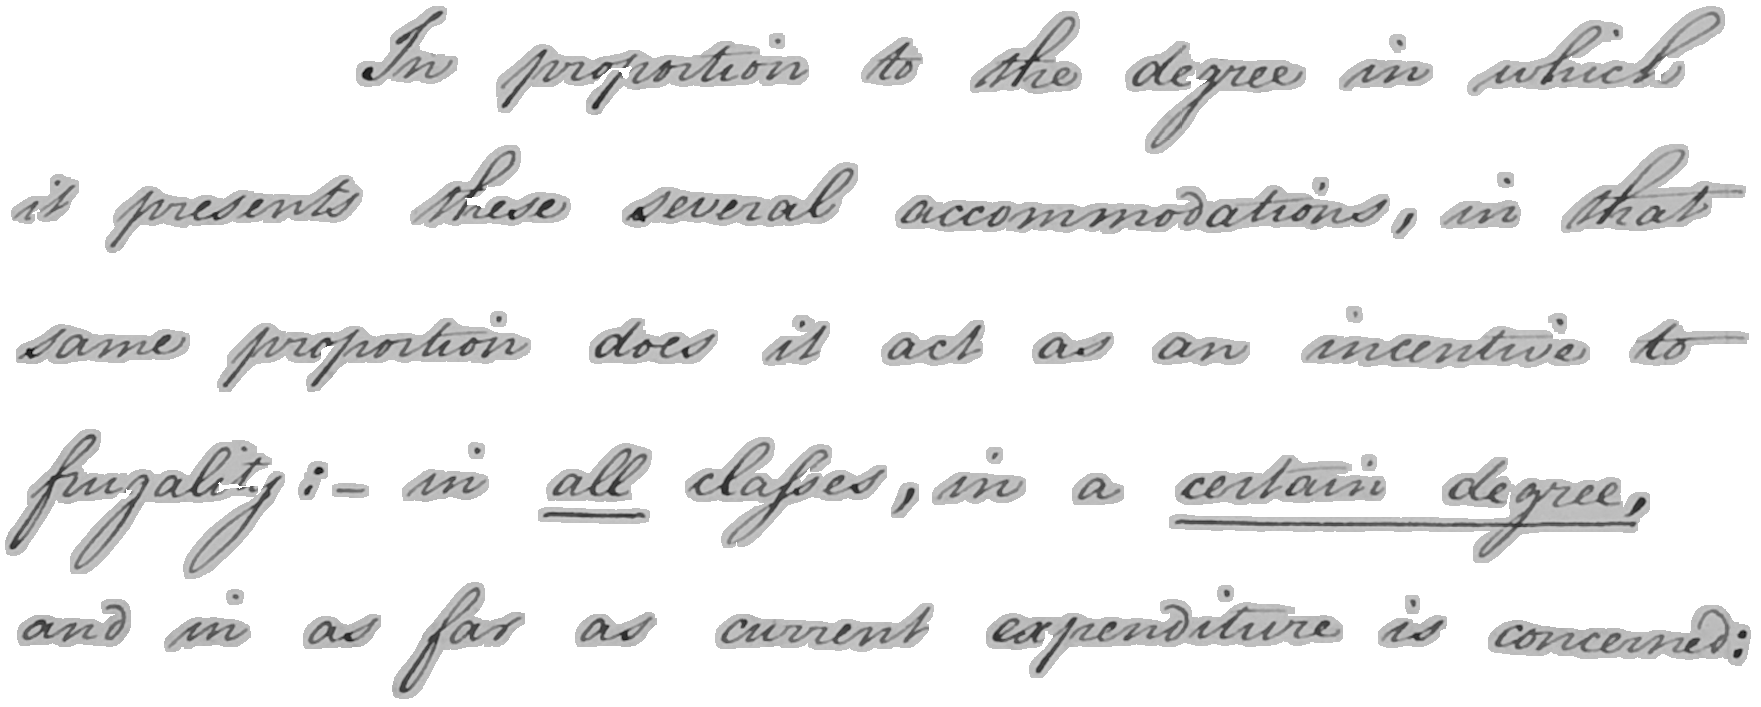 In proportion to the degree in which
it presents these several accommodations, in that
same proportion does it act as an incentive to
frugality:- in all classes, in a certain degree,
and in as far as current expenditure is concerned: